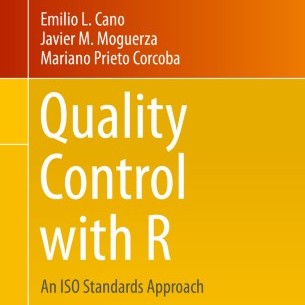 Emilio L. Cano
Javier M. Moguerza
Mariano Prieto Corcoba
Quality
Control
with R
An ISO Standards Approach